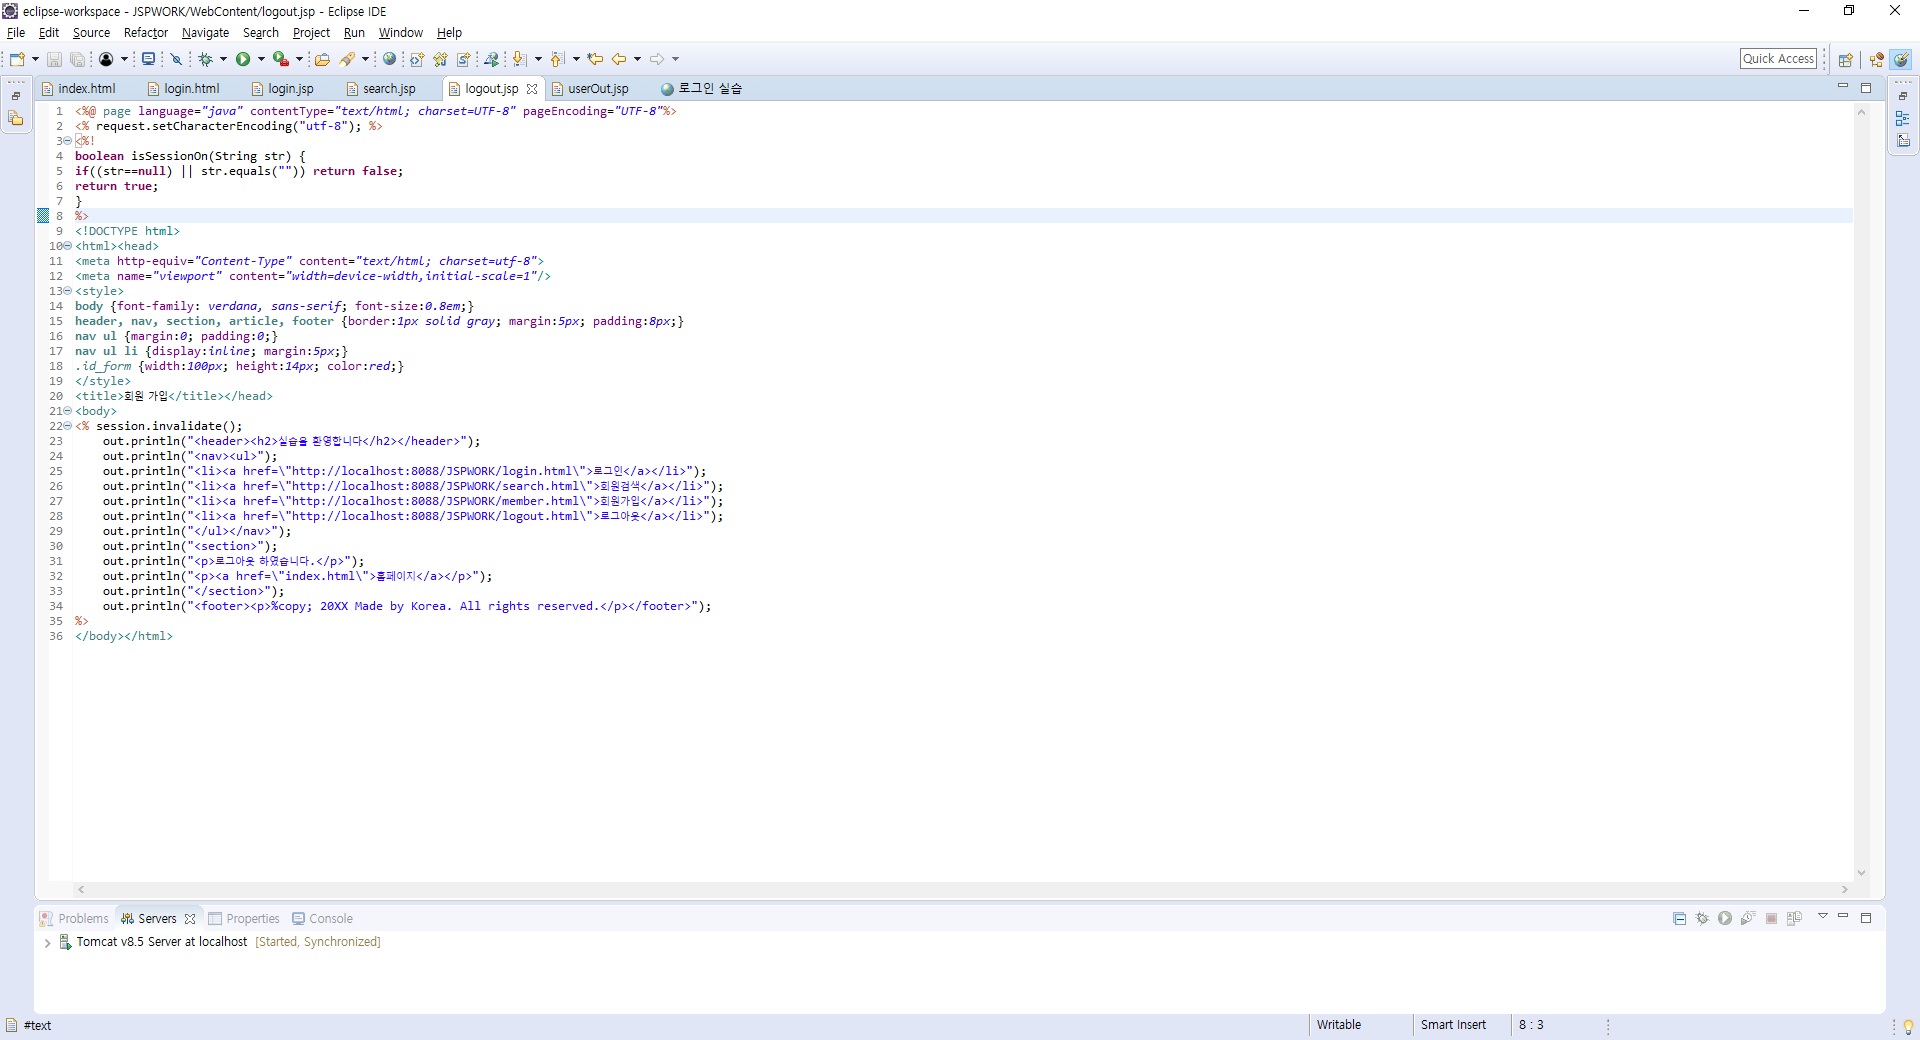 eclipse-workspace - JSPWORK/WebContent/logout.jsp - Eclipse IDE
File Edit Source Refactor Navigate Search Project Run Window Help
Quick Access
index.html login.html login.jsp search.jsp logout.jsp userOut.jsp 로그인 실습
1 <%@ page language="java" contentType="text/html; charset=UTF-8" pageEncoding="UTF-8"%>
2 <% request.setCharacterEncoding("utf-8"); %>
3 <%!
4 boolean isSessionOn(String str) {
5 if((str==null) || str.equals("")) return false;
6 return true;
7 }
8 %>
9 <!DOCTYPE html>
10 <html><head>
11 <meta http-equiv="Content-Type" content="text/html; charset=utf-8">
12 <meta name="viewport" content="width=device-width,initial-scale=1"/>
13 <style>
14 body {font-family: verdana, sans-serif; font-size:0.8em;}
15 header, nav, section, article, footer {border:1px solid gray; margin:5px; padding:8px;}
16 nav ul {margin:0; padding:0;}
17 nav ul li {display:inline; margin:5px;}
18 .id_form {width:100px; height:14px; color:red;}
19 </style>
20 <title>회원 가입</title></head>
21 <body>
22 <% session.invalidate();
23 out.println("<header><h2>실습을 환영합니다</h2></header>");
24 out.println("<nav><ul>");
25 out.println("<li><a href=\"http://localhost:8088/JSPWORK/login.html\">로그인</a></li>");
26 out.println("<li><a href=\"http://localhost:8088/JSPWORK/search.html\">회원검색</a></li>");
27 out.println("<li><a href=\"http://localhost:8088/JSPWORK/member.html\">회원가입</a></li>");
28 out.println("<li><a href=\"http://localhost:8088/JSPWORK/logout.html\">로그아웃</a></li>");
29 out.println("</ul></nav>");
30 out.println("<section>");
31 out.println("<p>로그아웃 하였습니다.</p>");
32 out.println("<p><a href=\"index.html\">홈페이지</a></p>");
33 out.println("</section>");
34 out.println("<footer><p>%copy; 20XX Made by Korea. All rights reserved.</p></footer>");
35 %>
36 </body></html>
Problems Servers Properties Console
Tomcat v8.5 Server at localhost [Started, Synchronized]
#text Writable Smart Insert 8 : 3